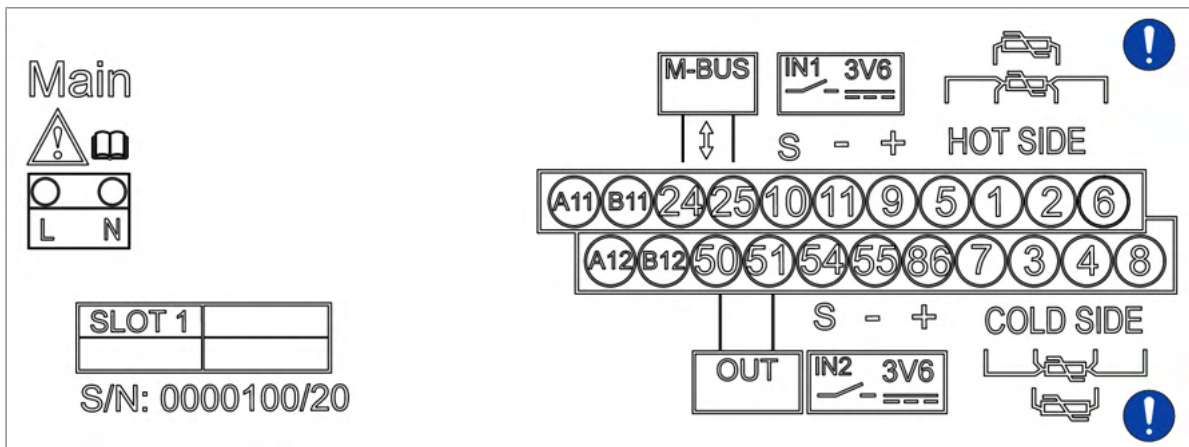 Main
L N
SLOT 1
S/N: 0000100/20
M-BUS IN1 3V6
S - + HOT SIDE
A11 B11 24 25 10 11 9 5 1 2 6
A12 B12 50 51 54 55 86 7 3 4 8
S - + COLD SIDE
OUT IN2 3V6